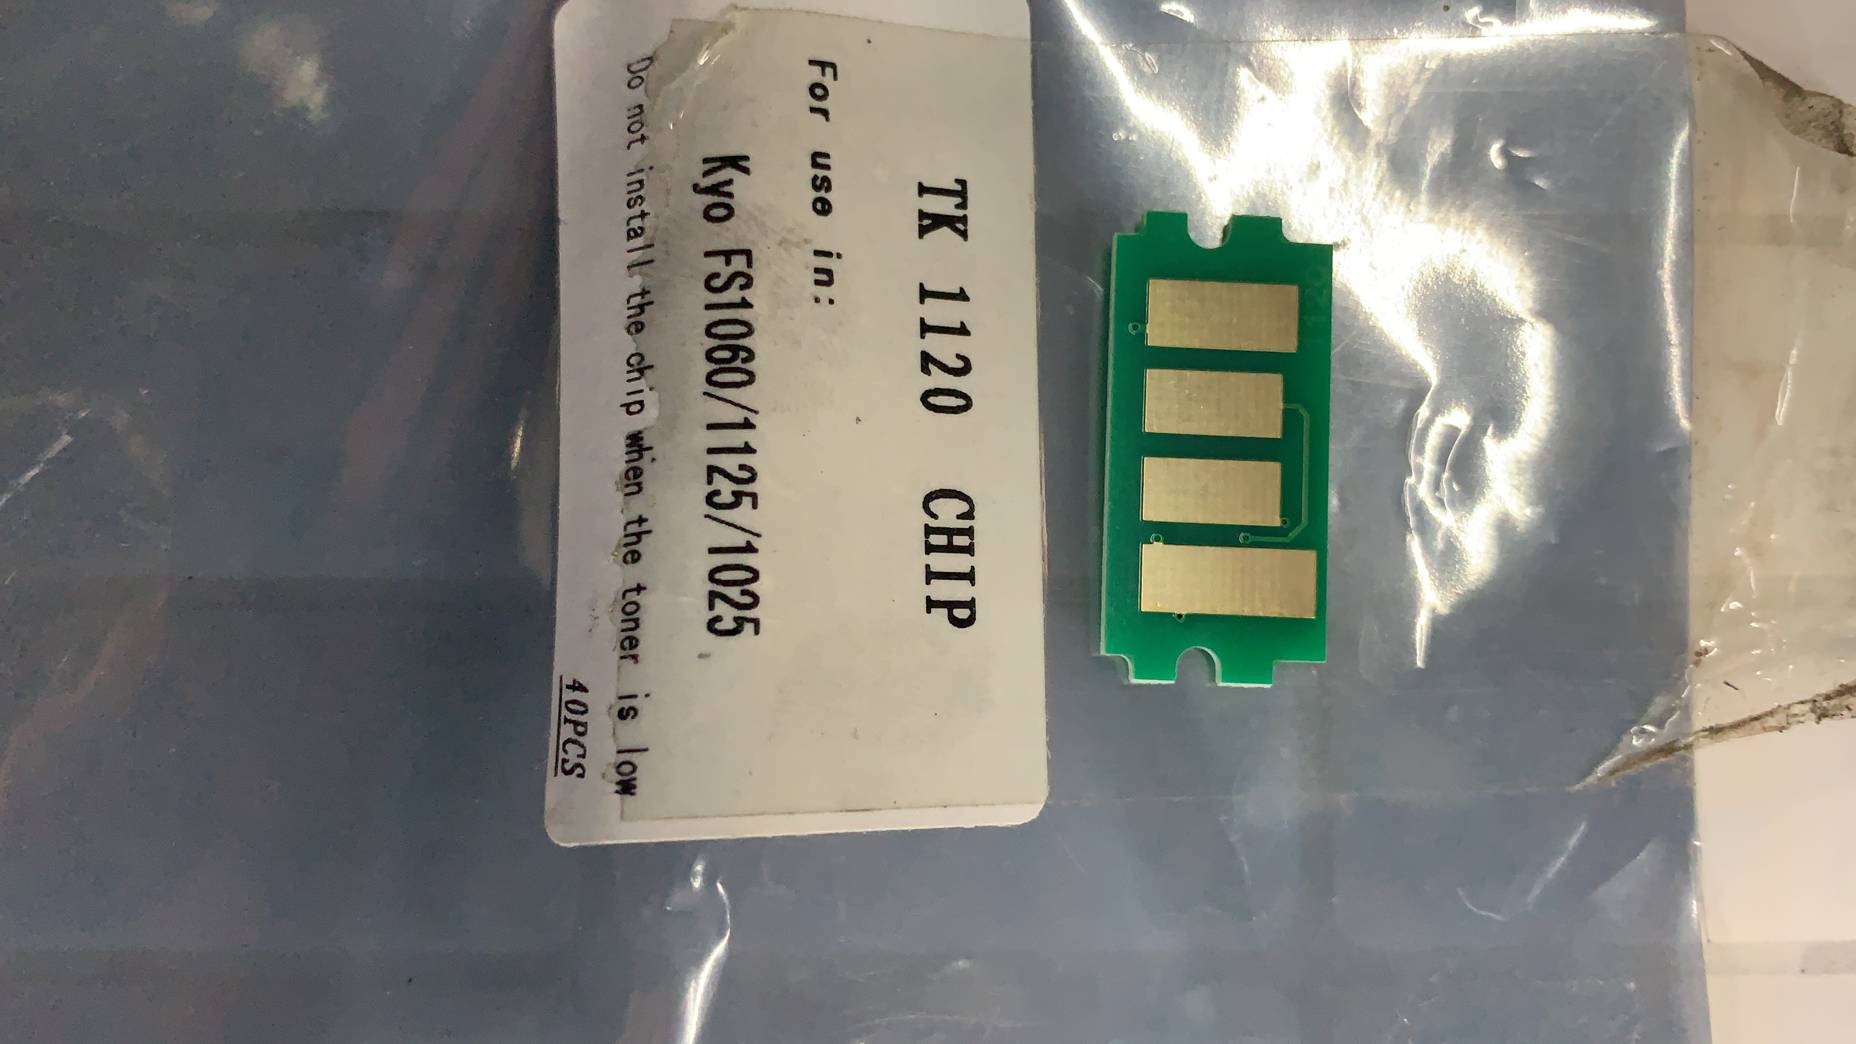 TK 1120 CHIP
For use in:
Kyo FS1060/1125/1025
Do not install the chip when the toner is low
40PCS